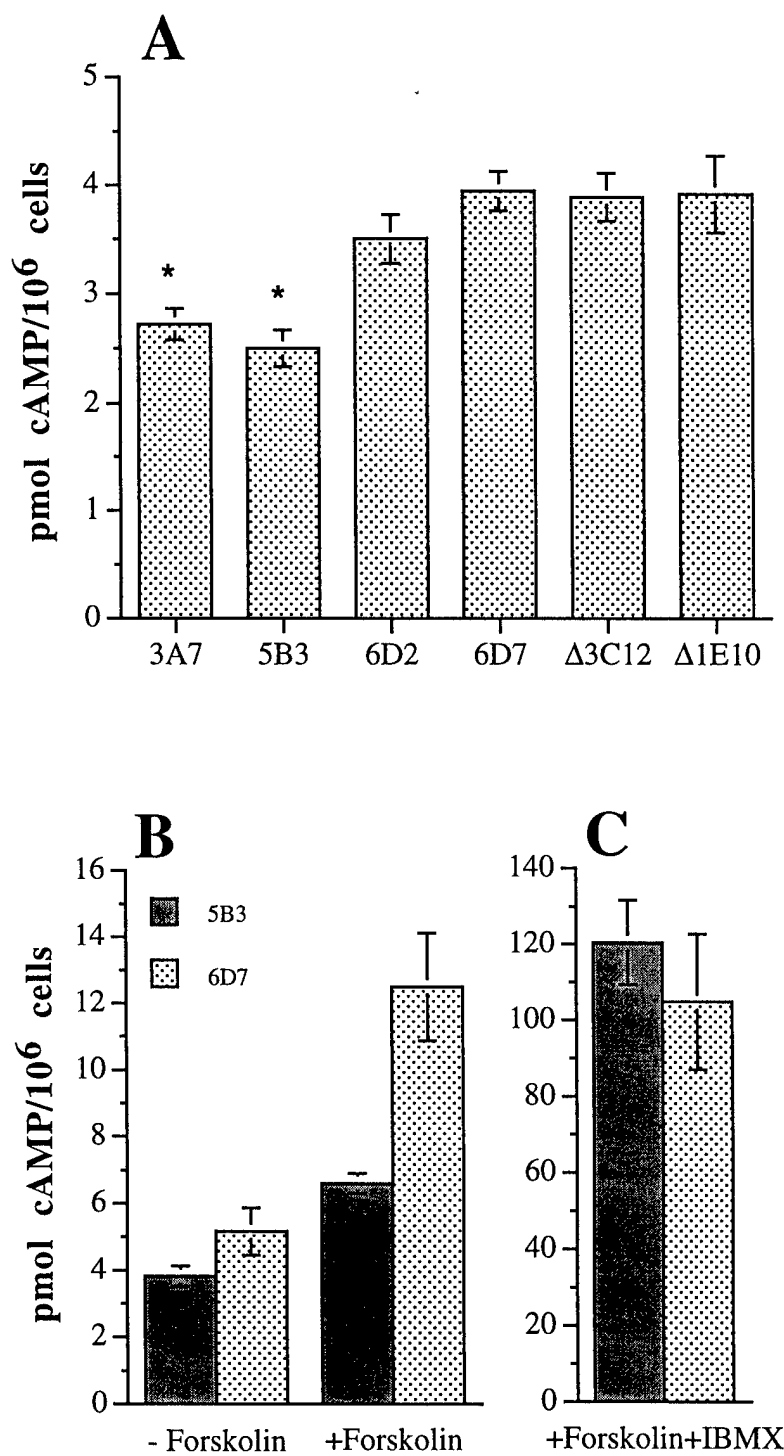 A
pmol cAMP/10⁶ cells
5
4
3
2
1
0
* *
3A7 5B3 6D2 6D7 Δ3C12 Δ1E10
B
pmol cAMP/10⁶ cells
16
14
12
10
8
6
4
2
0
5B3
6D7
- Forskolin +Forskolin
C
140
120
100
80
60
40
20
0
+Forskolin+IBMX